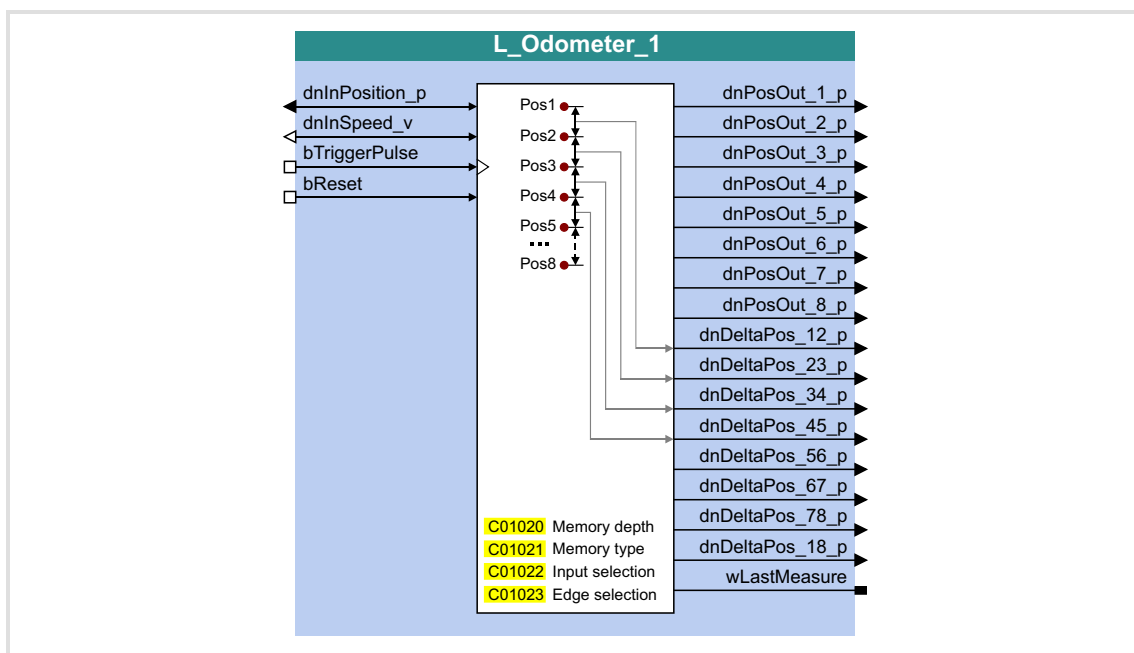 L_Odometer_1
dnInPosition_p
dnInSpeed_v
bTriggerPulse
bReset
Pos1
Pos2
Pos3
Pos4
Pos5
...
Pos8
C01020 Memory depth
C01021 Memory type
C01022 Input selection
C01023 Edge selection
dnPosOut_1_p
dnPosOut_2_p
dnPosOut_3_p
dnPosOut_4_p
dnPosOut_5_p
dnPosOut_6_p
dnPosOut_7_p
dnPosOut_8_p
dnDeltaPos_12_p
dnDeltaPos_23_p
dnDeltaPos_34_p
dnDeltaPos_45_p
dnDeltaPos_56_p
dnDeltaPos_67_p
dnDeltaPos_78_p
dnDeltaPos_18_p
wLastMeasure